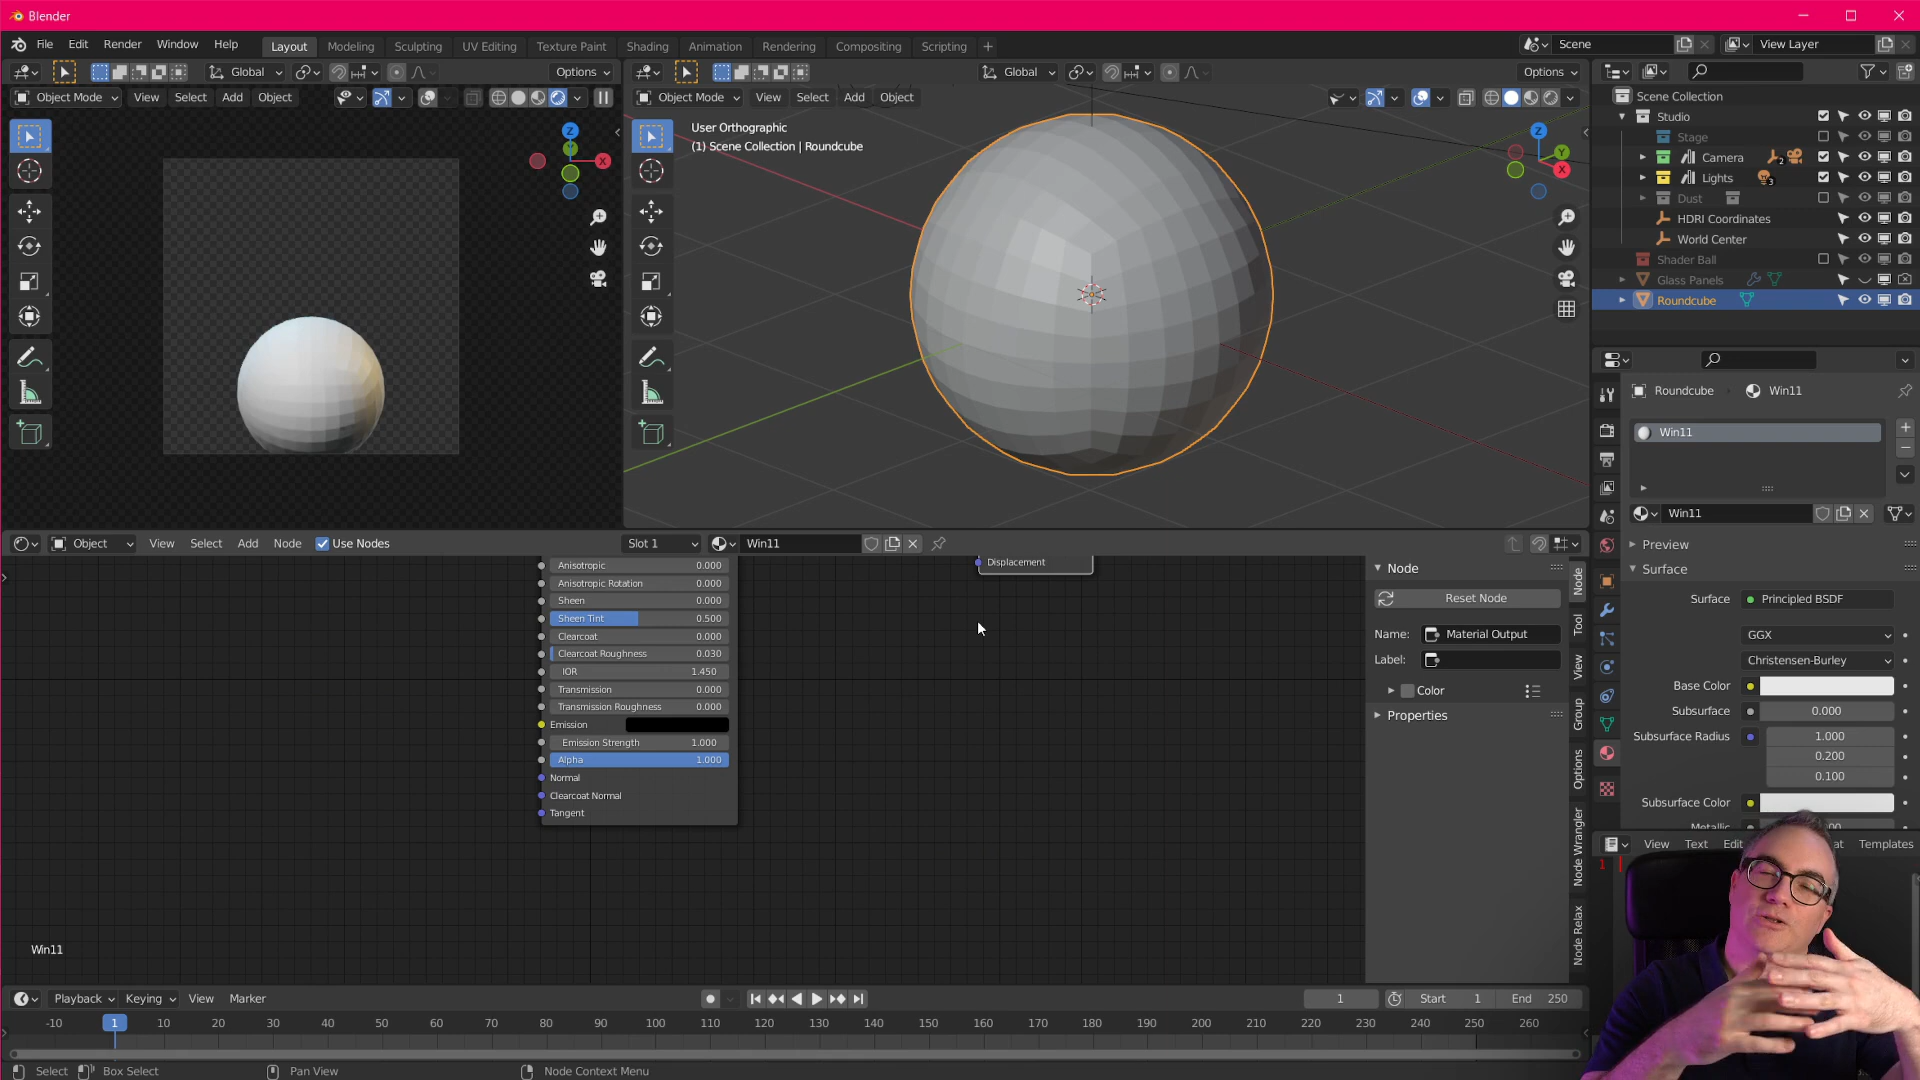 Blender
File Edit Render Window Help Layout Modeling Sculpting UV Editing Texture Paint Shading Animation Rendering Compositing Scripting + Scene View Layer
Global Options Global Options
Object Mode View Select Add Object Object Mode View Select Add Object Scene Collection
User Orthographic
(1) Scene Collection | Roundcube
Z
X
Z
Y
X
Studio
Stage
Camera 2
Lights 3
Dust
HDRI Coordinates
World Center
Shader Ball
Glass Panels
Roundcube
Roundcube Win11
Win11
Win11
Preview
Surface
Surface Principled BSDF
GGX
Christensen-Burley
Base Color
Subsurface 0.000
Subsurface Radius 1.000
0.200
0.100
Subsurface Color
Object View Select Add Node Use Nodes Slot 1 Win11
Anisotropic 0.000
Anisotropic Rotation 0.000
Sheen 0.000
Sheen Tint 0.500
Clearcoat 0.000
Clearcoat Roughness 0.030
IOR 1.450
Transmission 0.000
Transmission Roughness 0.000
Emission
Emission Strength 1.000
Alpha 1.000
Normal
Clearcoat Normal
Tangent
Displacement
Node
Reset Node
Name: Material Output
Label:
Color
Properties
Node
Tool
View
Group
Options
Node Wrangler
Node Relax
View Text Edit Templates
1
Win11
Playback Keying View Marker 1 Start 1 End 250
-10 1 10 20 30 40 50 60 70 80 90 100 110 120 130 140 150 160 170 180 190 200 210 220 230 240 250 260
Select Box Select Pan View Node Context Menu